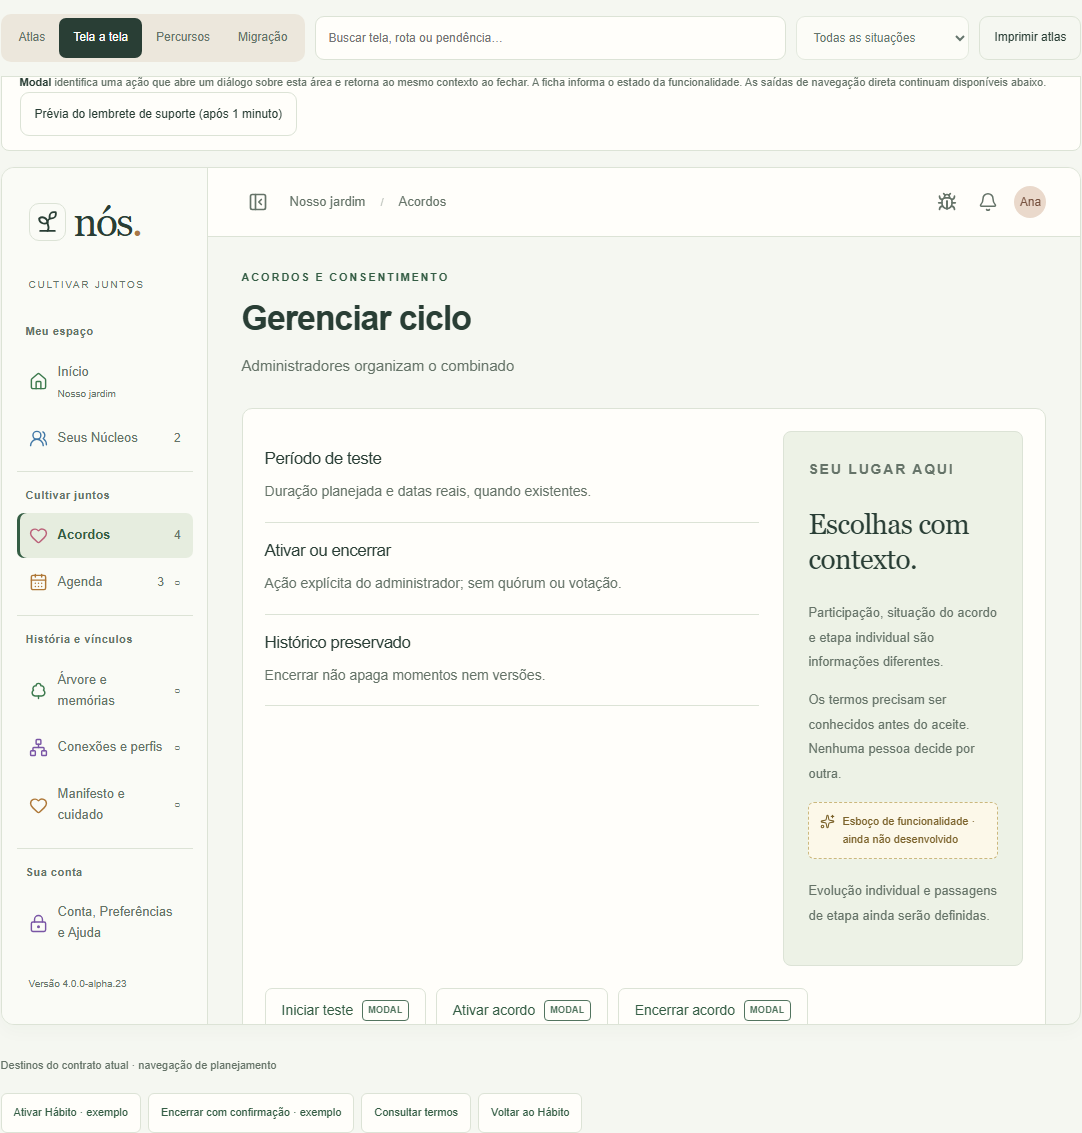 Atlas
Tela a tela
Percursos
Migração
Buscar tela, rota ou pendência...
Todas as situações
Imprimir atlas
Modal identifica uma ação que abre um diálogo sobre esta área e retorna ao mesmo contexto ao fechar. A ficha informa o estado da funcionalidade. As saídas de navegação direta continuam disponíveis abaixo.
Prévia do lembrete de suporte (após 1 minuto)
nós.
CULTIVAR JUNTOS
Meu espaço
Início
Nosso jardim
Seus Núcleos 2
Cultivar juntos
Acordos 4
Agenda 3
História e vínculos
Árvore e
memórias
Conexões e perfis
Manifesto e
cuidado
Sua conta
Conta, Preferências
e Ajuda
Versão 4.0.0-alpha.23
Nosso jardim / Acordos
Ana
ACORDOS E CONSENTIMENTO
Gerenciar ciclo
Administradores organizam o combinado
Período de teste
Duração planejada e datas reais, quando existentes.
Ativar ou encerrar
Ação explícita do administrador; sem quórum ou votação.
Histórico preservado
Encerrar não apaga momentos nem versões.
SEU LUGAR AQUI
Escolhas com
contexto.
Participação, situação do acordo
e etapa individual são
informações diferentes.
Os termos precisam ser
conhecidos antes do aceite.
Nenhuma pessoa decide por
outra.
Esboço de funcionalidade ·
ainda não desenvolvido
Evolução individual e passagens
de etapa ainda serão definidas.
Iniciar teste MODAL
Ativar acordo MODAL
Encerrar acordo MODAL
Destinos do contrato atual · navegação de planejamento
Ativar Hábito · exemplo
Encerrar com confirmação · exemplo
Consultar termos
Voltar ao Hábito